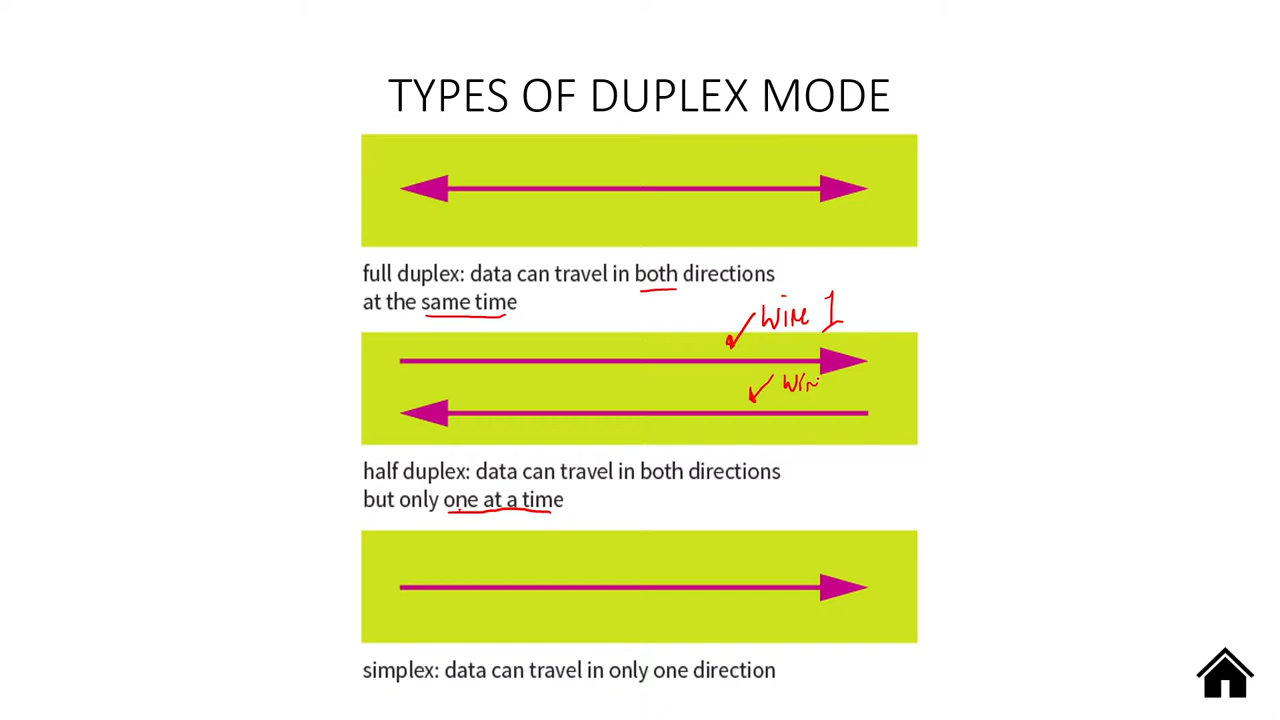 TYPES OF DUPLEX MODE
full duplex: data can travel in both directions
at the same time
Wire 1
Wir
half duplex: data can travel in both directions
but only one at a time
simplex: data can travel in only one direction